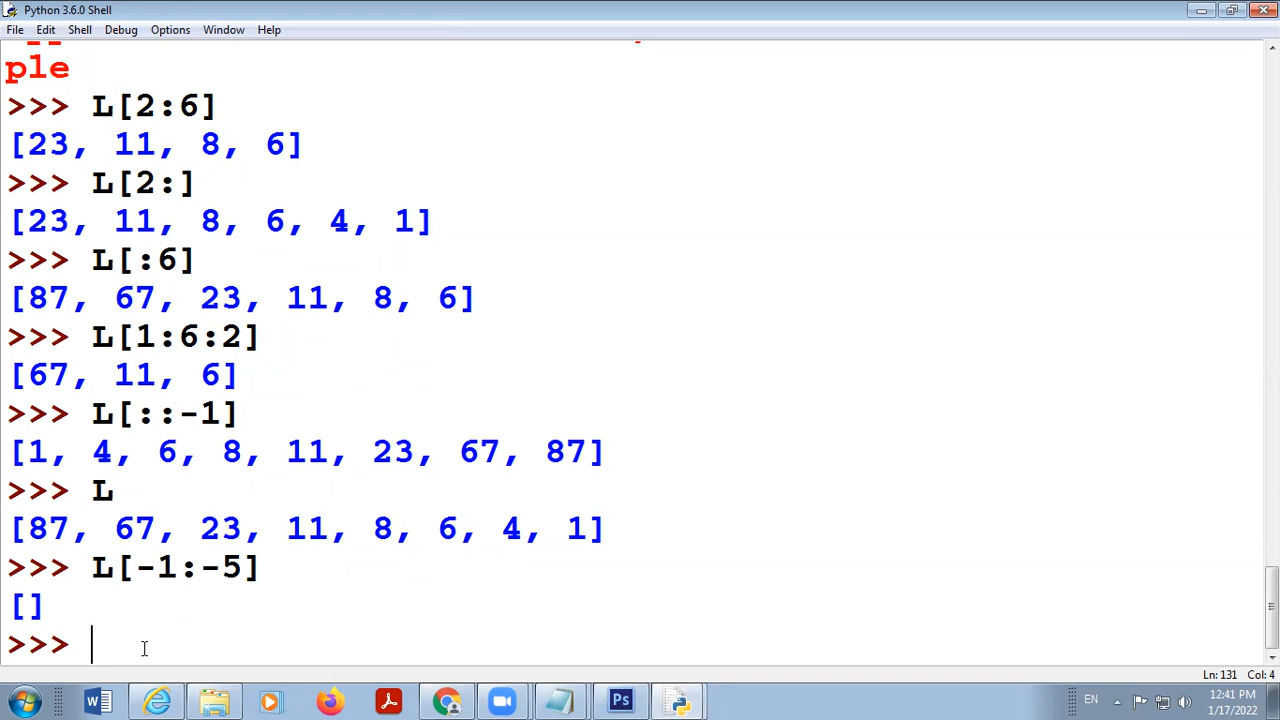 Python 3.6.0 Shell
File Edit Shell Debug Options Window Help
ple
>>> L[2:6]
[23, 11, 8, 6]
>>> L[2:]
[23, 11, 8, 6, 4, 1]
>>> L[:6]
[87, 67, 23, 11, 8, 6]
>>> L[1:6:2]
[67, 11, 6]
>>> L[::-1]
[1, 4, 6, 8, 11, 23, 67, 87]
>>> L
[87, 67, 23, 11, 8, 6, 4, 1]
>>> L[-1:-5]
[]
>>>
Ln: 131 Col: 4
W Ps EN 12:41 PM
1/17/2022